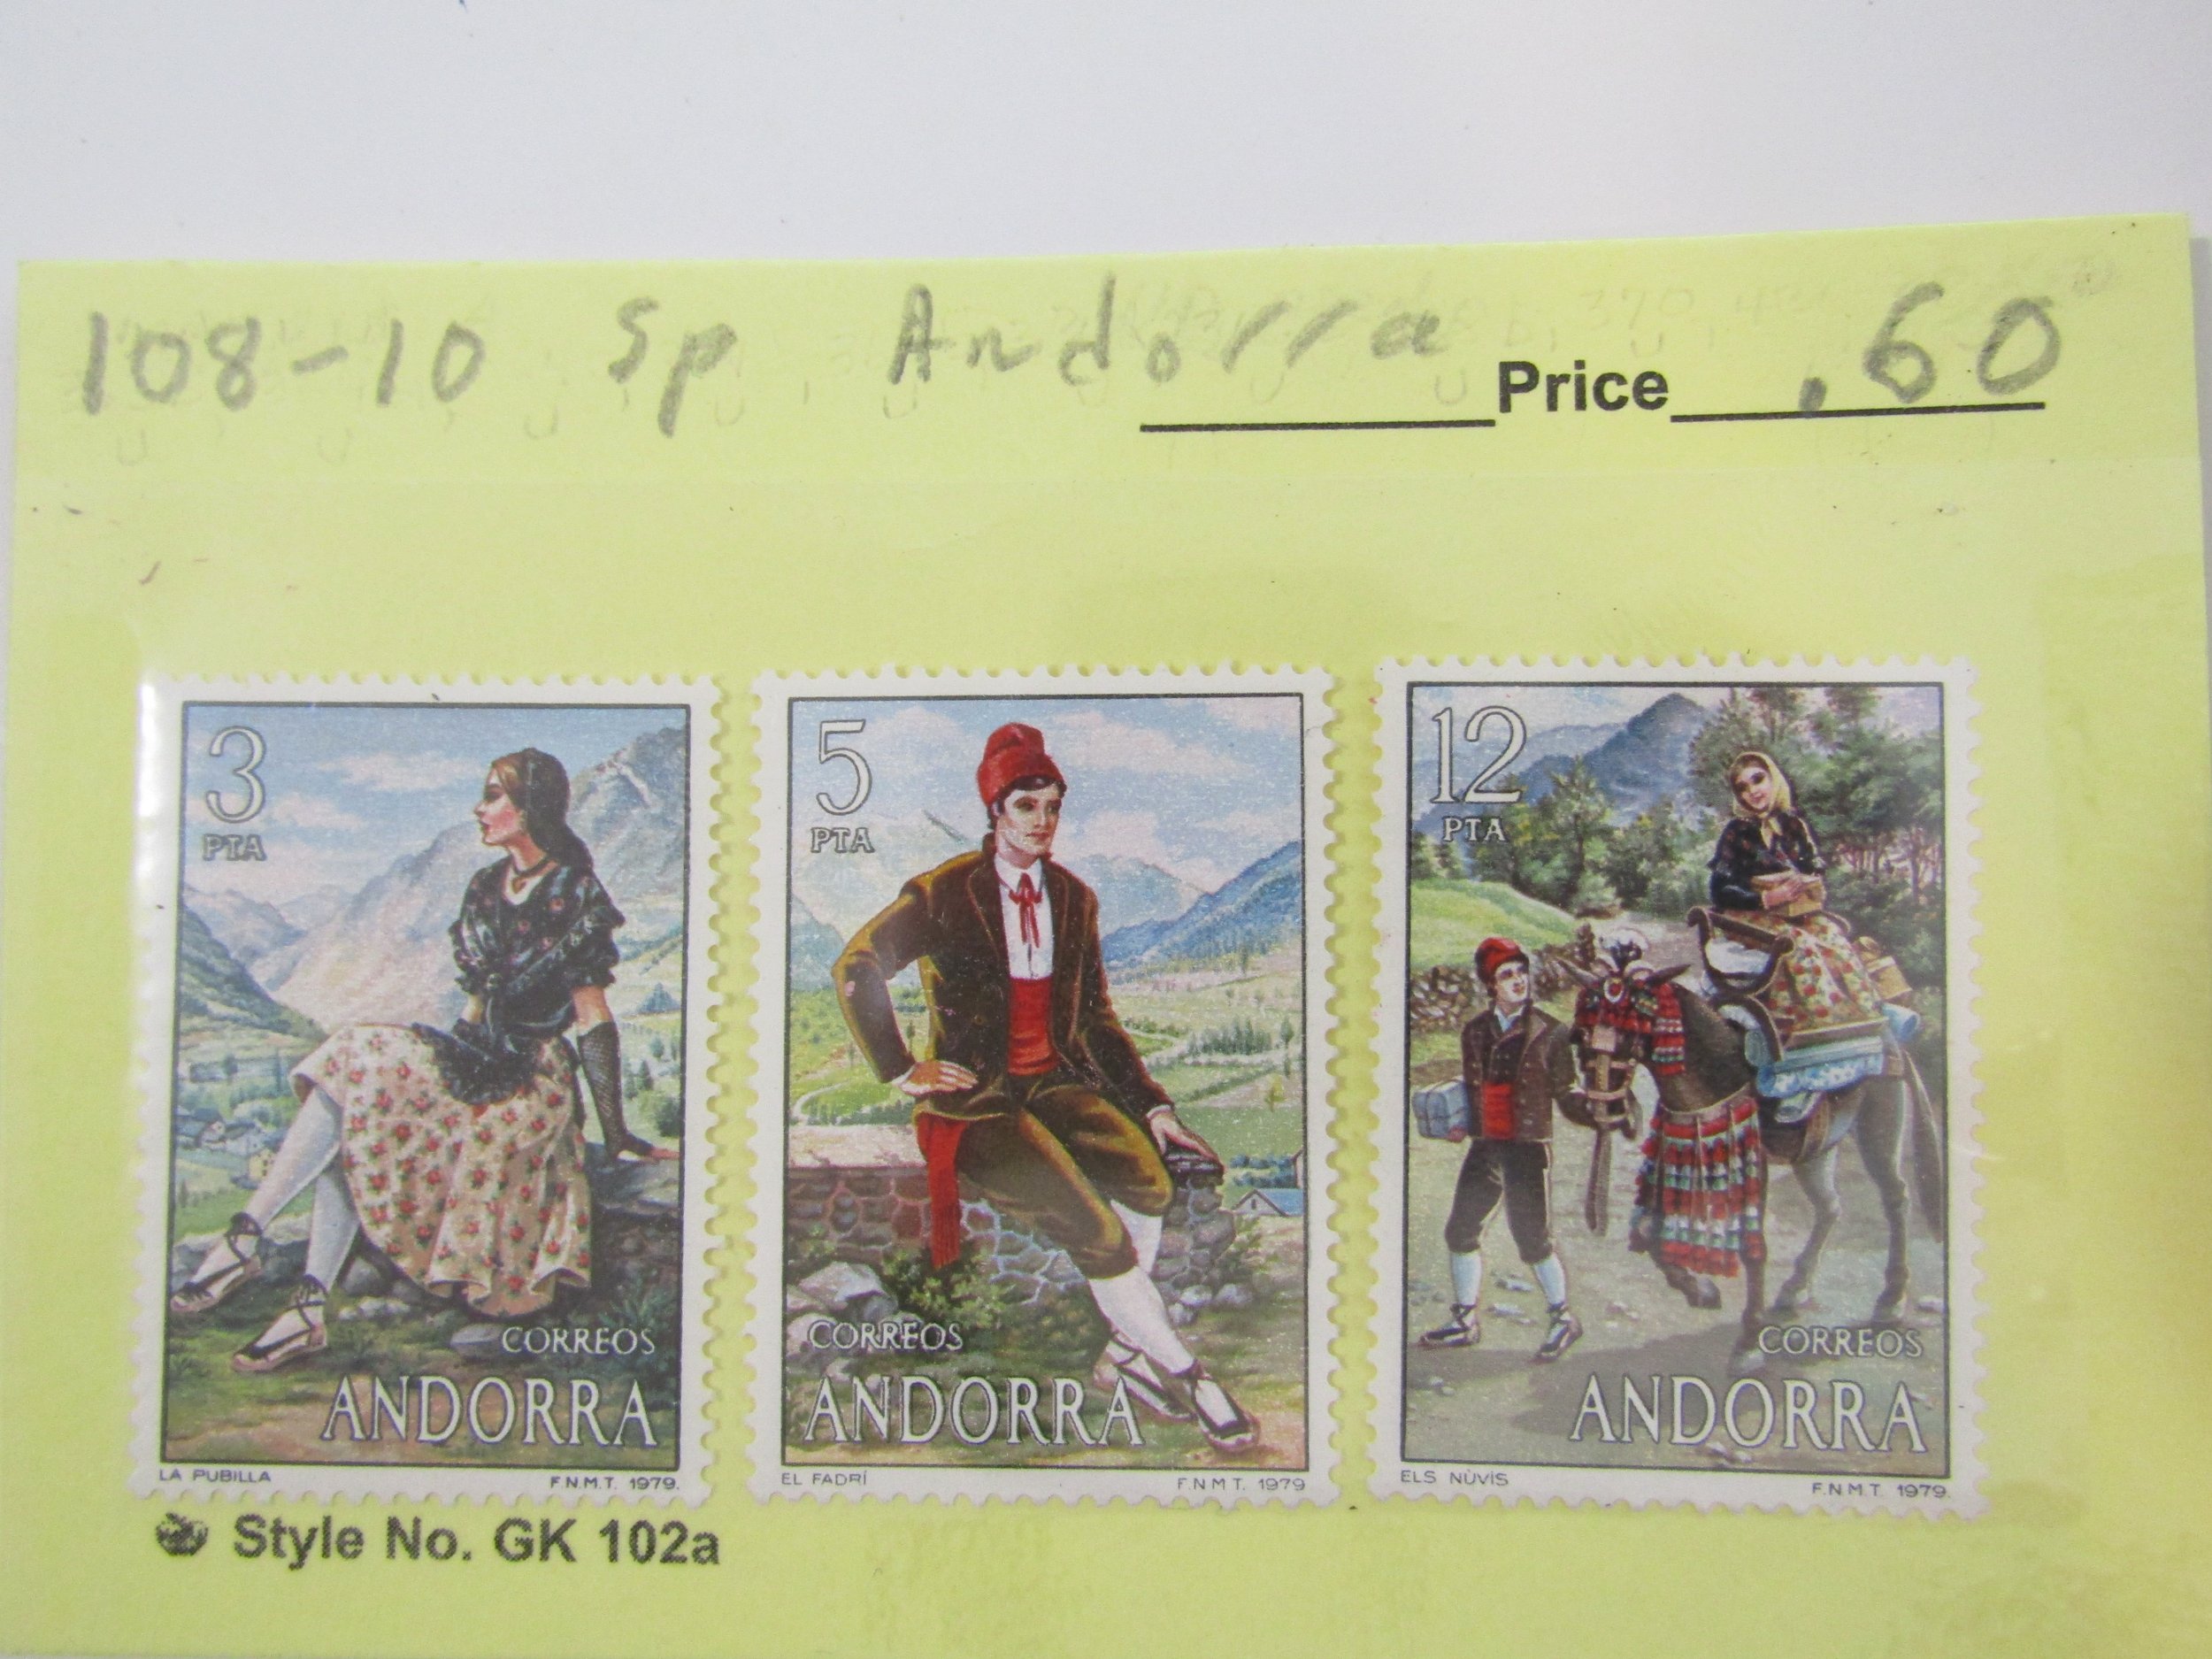 108-10 Sp. Andorra Price .60
3
PTA
CORREOS
ANDORRA
LA PUBILLA F.N.M.T. 1979.
5
PTA
CORREOS
ANDORRA
EL FADRÍ F.N.M.T. 1979
12
PTA
CORREOS
ANDORRA
ELS NÙVIS F.N.M.T. 1979.
Style No. GK 102a